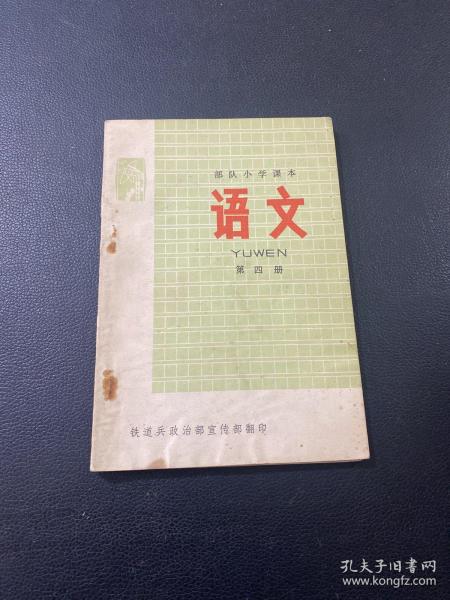 部队小学课本
语文
YUWEN
第四册
铁道兵政治部宣传部翻印
孔夫子旧书网
www.kongfz.com